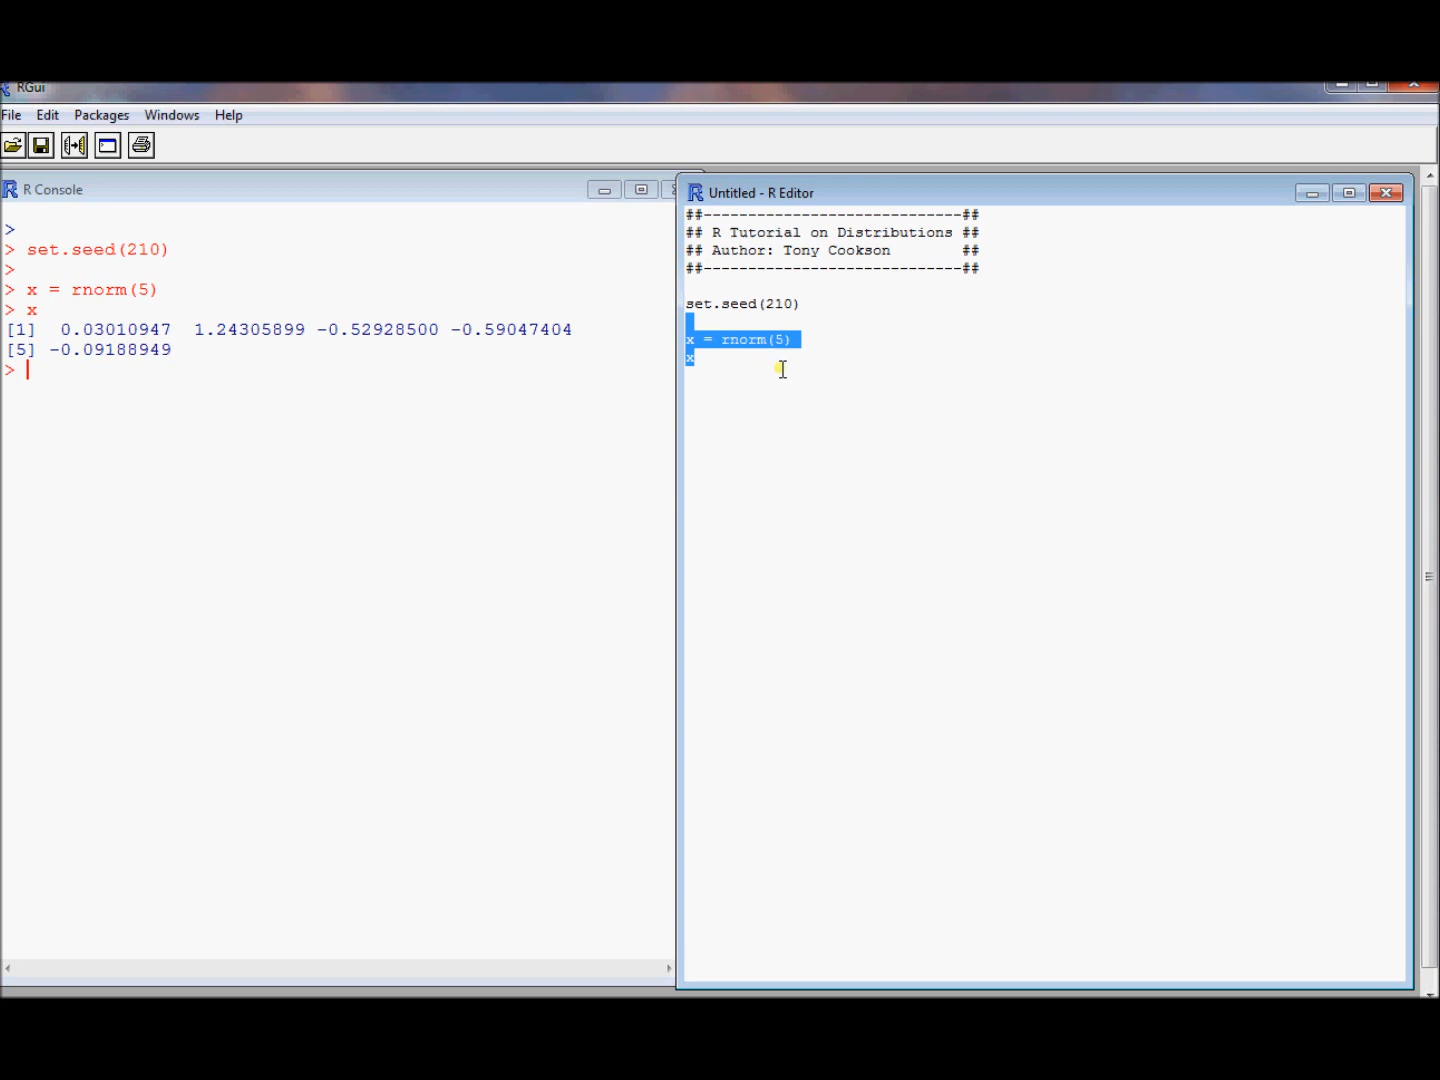 RGui
File Edit Packages Windows Help
R Console
>
> set.seed(210)
>
> x = rnorm(5)
> x
[1]  0.03010947  1.24305899 -0.52928500 -0.59047404
[5] -0.09188949
>
Untitled - R Editor
##-----------------------------##
## R Tutorial on Distributions ##
## Author: Tony Cookson        ##
##-----------------------------##
set.seed(210)
x = rnorm(5)
x